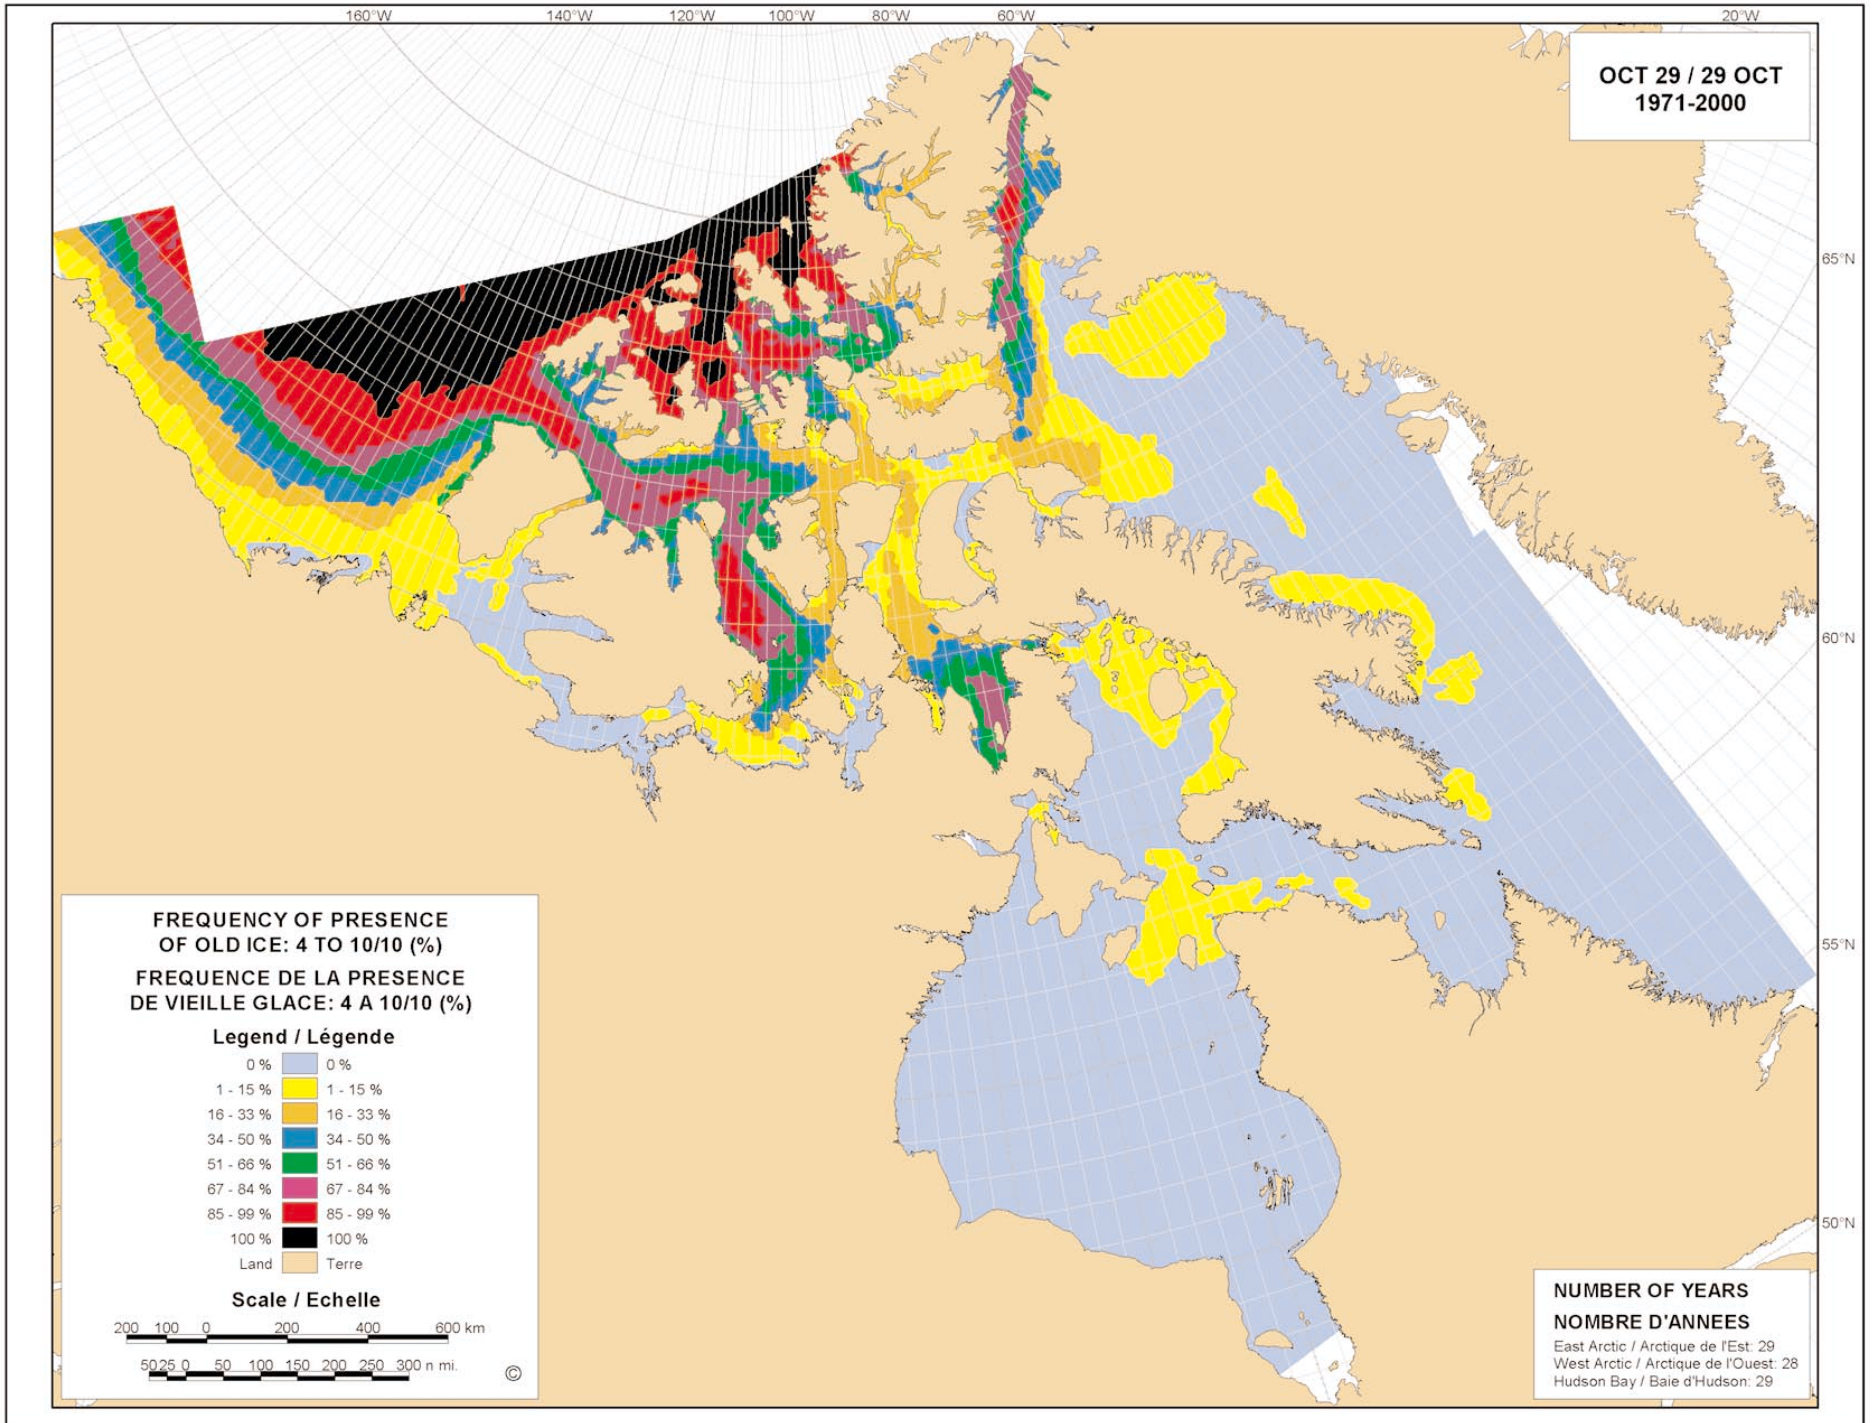 160°W 140°W 120°W 100°W 80°W 60°W 20°W
OCT 29 / 29 OCT
1971-2000
65°N
60°N
55°N
50°N
FREQUENCY OF PRESENCE
OF OLD ICE: 4 TO 10/10 (%)
FREQUENCE DE LA PRESENCE
DE VIEILLE GLACE: 4 A 10/10 (%)
Legend / Légende
0 % 0 %
1 - 15 % 1 - 15 %
16 - 33 % 16 - 33 %
34 - 50 % 34 - 50 %
51 - 66 % 51 - 66 %
67 - 84 % 67 - 84 %
85 - 99 % 85 - 99 %
100 % 100 %
Land Terre
Scale / Echelle
200 100 0 200 400 600 km
50 25 0 50 100 150 200 250 300 n mi.
©
NUMBER OF YEARS
NOMBRE D'ANNEES
East Arctic / Arctique de l'Est: 29
West Arctic / Arctique de l'Ouest: 28
Hudson Bay / Baie d'Hudson: 29